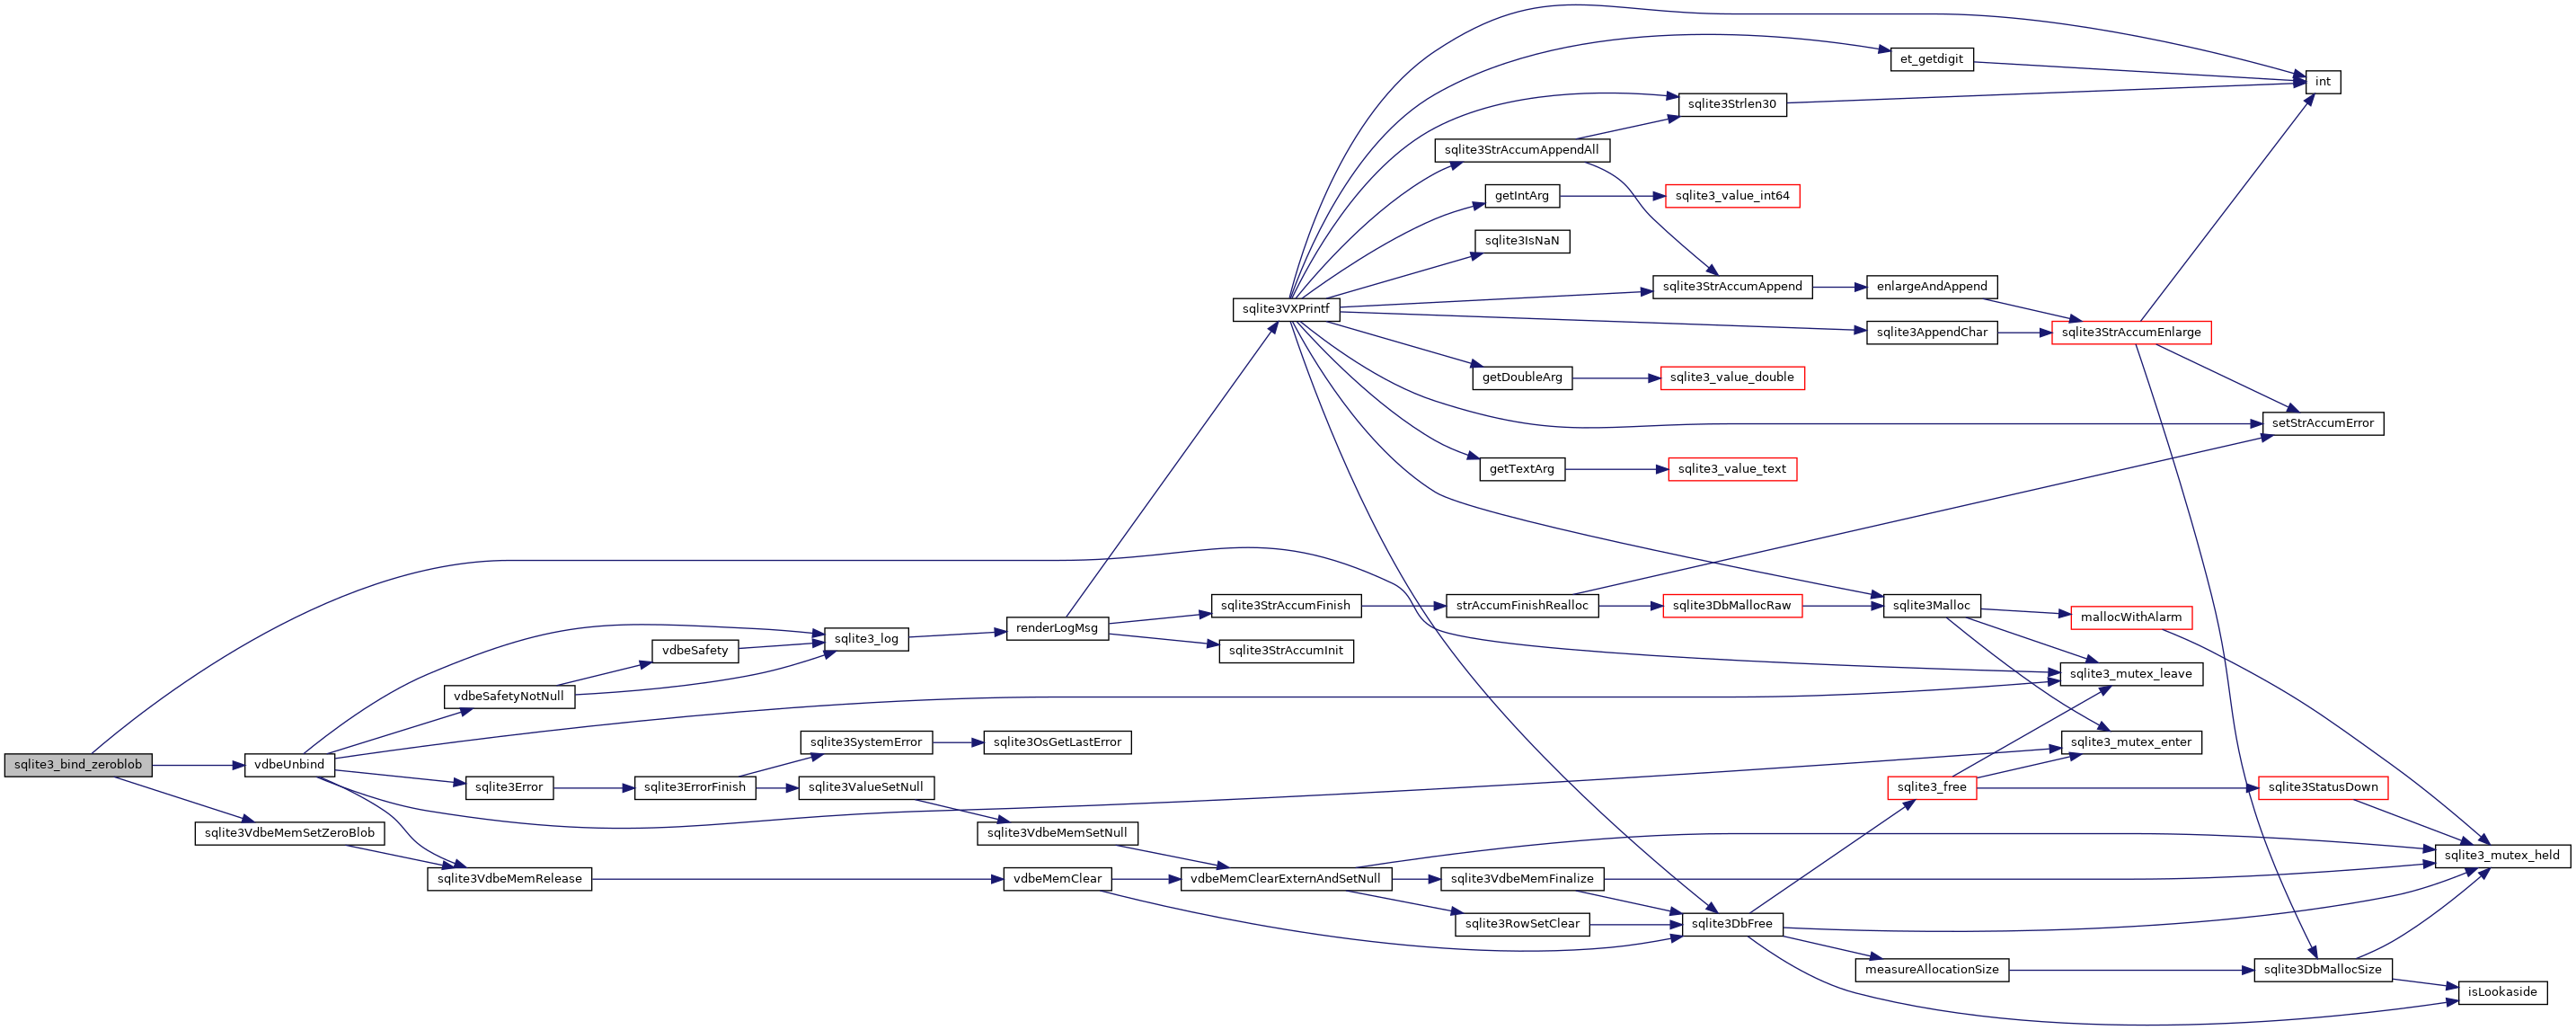 int
et_getdigit
sqlite3Strlen30
sqlite3StrAccumAppendAll
getIntArg
sqlite3_value_int64
sqlite3IsNaN
sqlite3StrAccumAppend
enlargeAndAppend
sqlite3VXPrintf
sqlite3AppendChar
sqlite3StrAccumEnlarge
getDoubleArg
sqlite3_value_double
setStrAccumError
getTextArg
sqlite3_value_text
sqlite3StrAccumFinish
strAccumFinishRealloc
sqlite3DbMallocRaw
sqlite3Malloc
mallocWithAlarm
renderLogMsg
sqlite3_log
vdbeSafety
sqlite3StrAccumInit
sqlite3_mutex_leave
vdbeSafetyNotNull
sqlite3SystemError
sqlite3OsGetLastError
sqlite3_mutex_enter
sqlite3_bind_zeroblob
vdbeUnbind
sqlite3Error
sqlite3ErrorFinish
sqlite3ValueSetNull
sqlite3_free
sqlite3StatusDown
sqlite3VdbeMemSetZeroBlob
sqlite3VdbeMemSetNull
sqlite3_mutex_held
sqlite3VdbeMemRelease
vdbeMemClear
vdbeMemClearExternAndSetNull
sqlite3VdbeMemFinalize
sqlite3RowSetClear
sqlite3DbFree
measureAllocationSize
sqlite3DbMallocSize
isLookaside